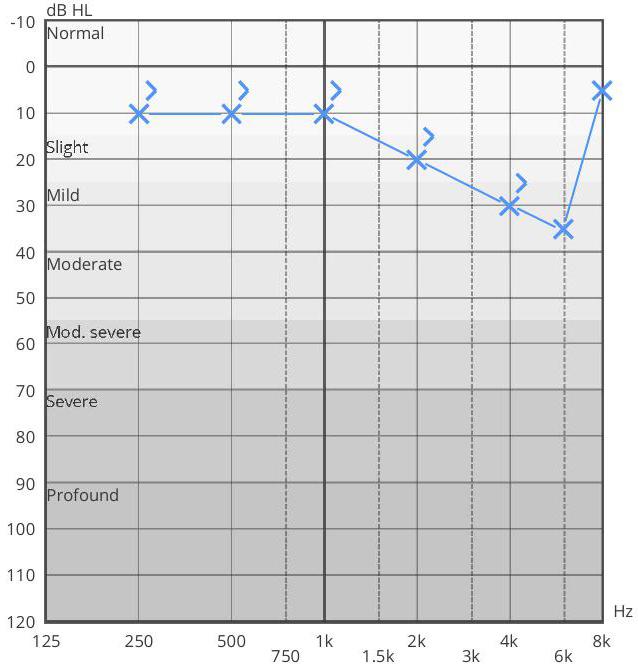 dB HL
-10
Normal
0
10
Slight
20
Mild
30
40
Moderate
50
Mod. severe
60
70
Severe
80
90
Profound
100
110
120
Hz
125 250 500 1k 2k 4k 8k
750 1.5k 3k 6k